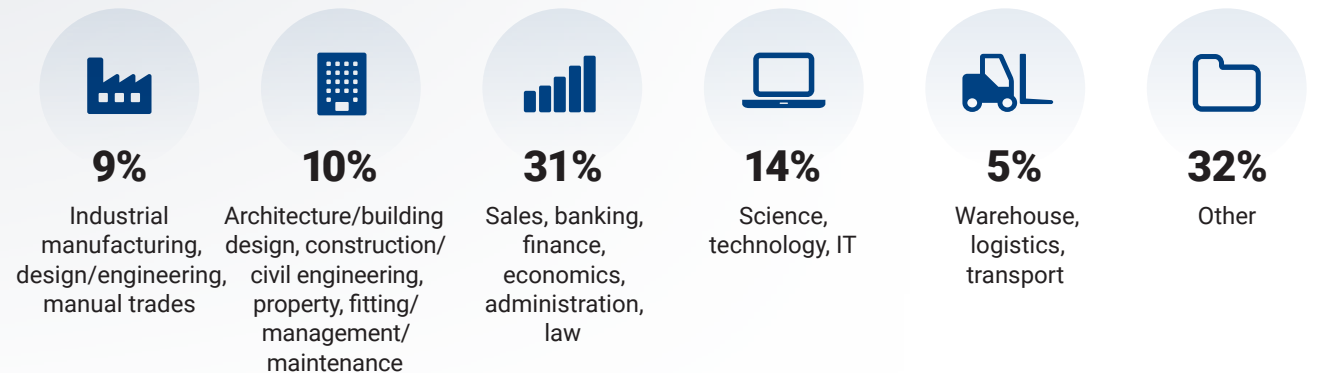 9%
Industrial
manufacturing,
design/engineering,
manual trades
10%
Architecture/building
design, construction/
civil engineering,
property, fitting/
management/
maintenance
31%
Sales, banking,
finance,
economics,
administration,
law
14%
Science,
technology, IT
5%
Warehouse,
logistics,
transport
32%
Other